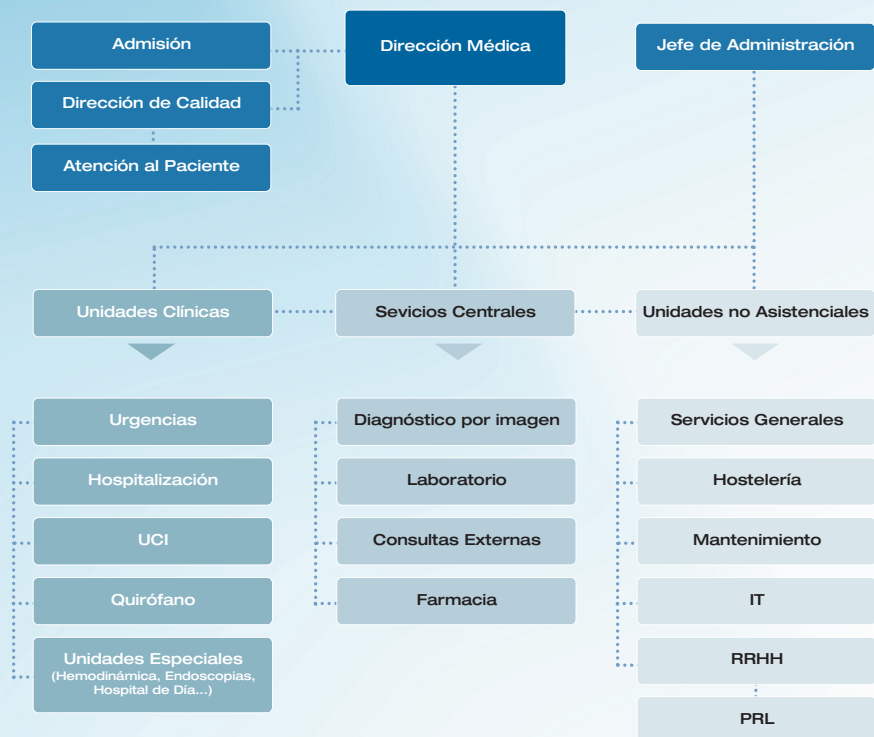 Admisión
Dirección Médica
Jefe de Administración
Dirección de Calidad
Atención al Paciente
Unidades Clínicas
Sevicios Centrales
Unidades no Asistenciales
Urgencias
Hospitalización
UCI
Quirófano
Unidades Especiales
(Hemodinámica, Endoscopias,
Hospital de Día...)
Diagnóstico por imagen
Laboratorio
Consultas Externas
Farmacia
Servicios Generales
Hostelería
Mantenimiento
IT
RRHH
PRL